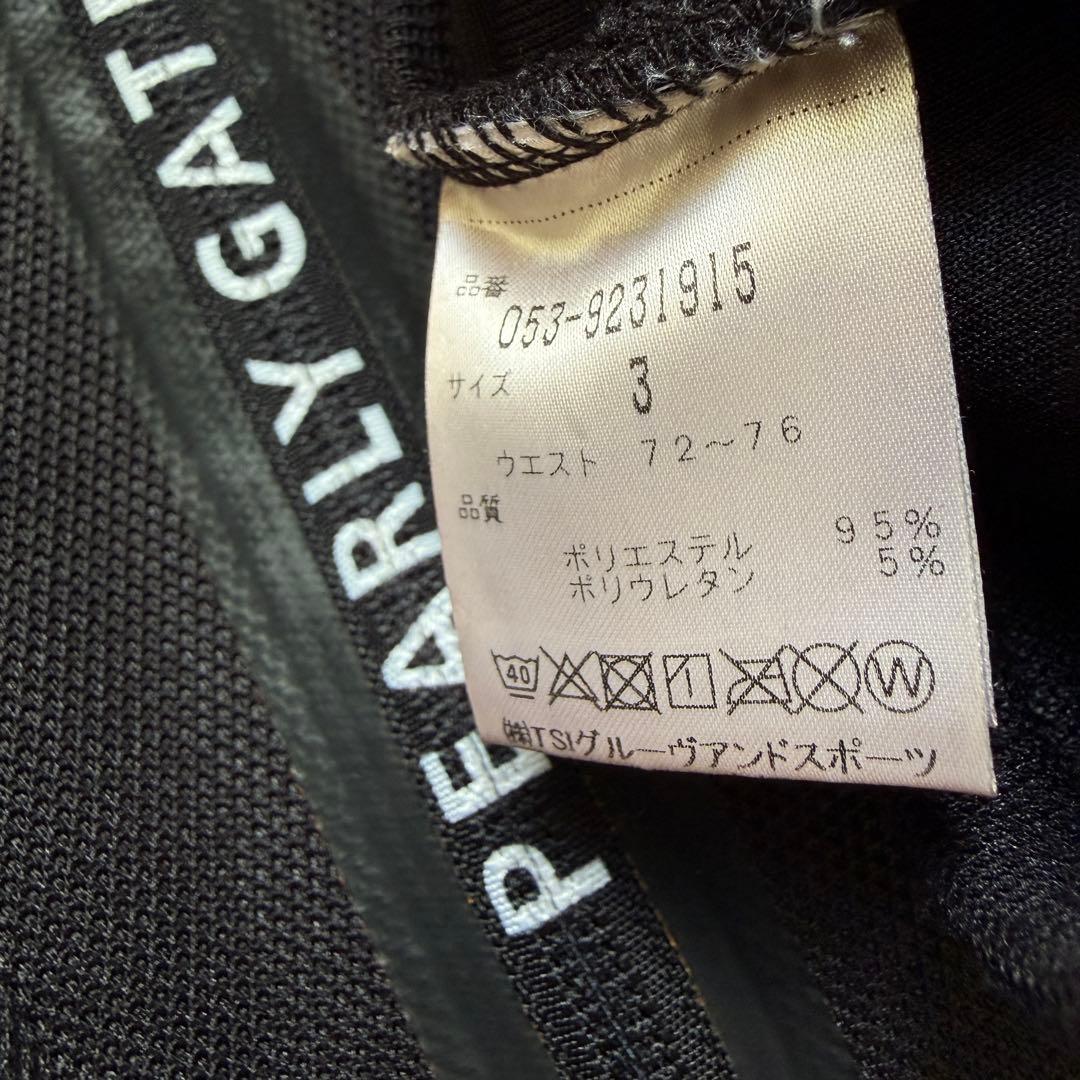 PEARLY GATE
品番
053-9231915
サイズ 3
ウエスト 72～76
品質
ポリエステル 95%
ポリウレタン 5%
40 W
(株)TSIグルーヴアンドスポーツ